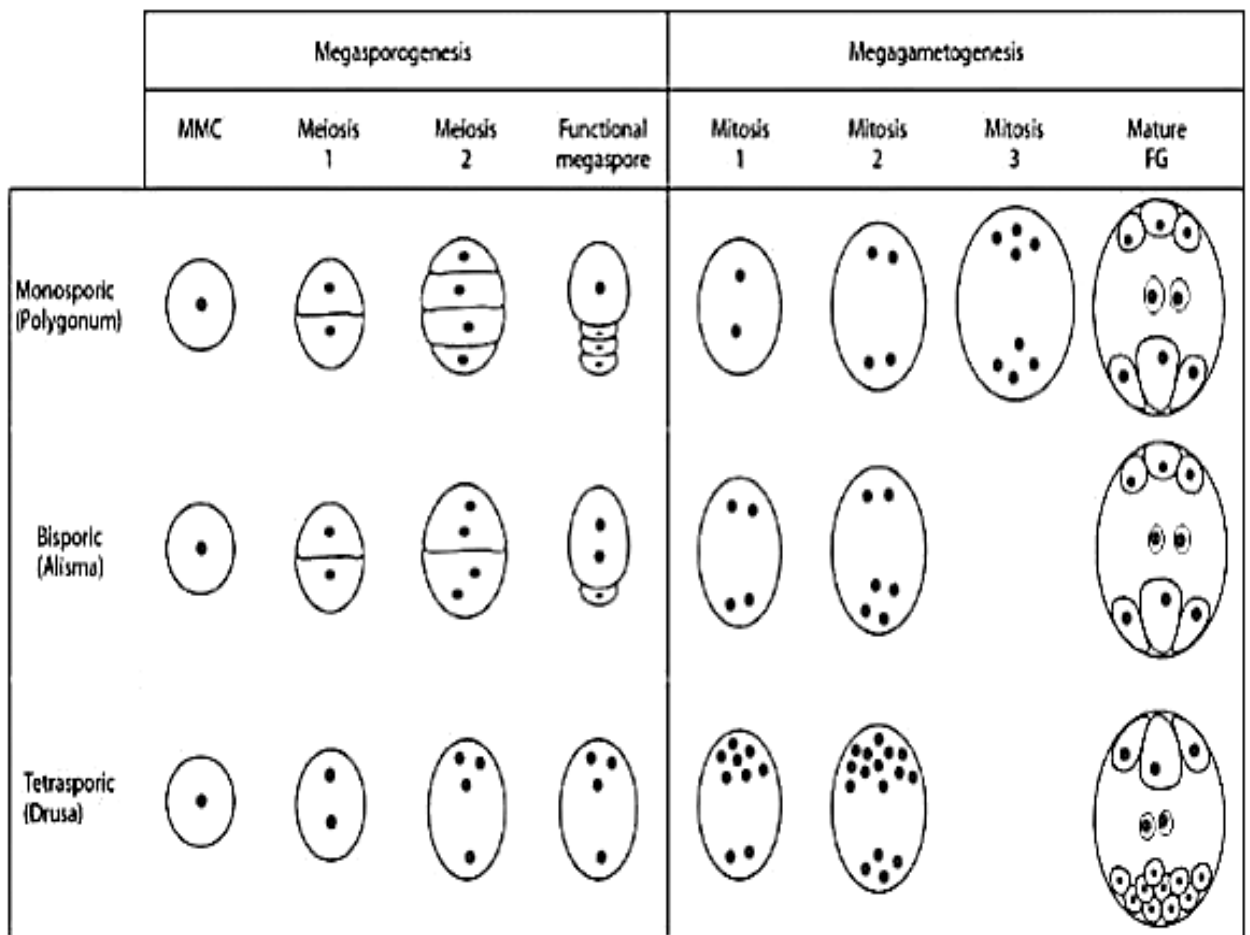 Megasporogenesis
Megagametogenesis
MMC
Meiosis
1
Meiosis
2
Functional
megaspore
Mitosis
1
Mitosis
2
Mitosis
3
Mature
FG
Monosporic
(Polygonum)
Bisporic
(Alisma)
Tetrasporic
(Drusa)